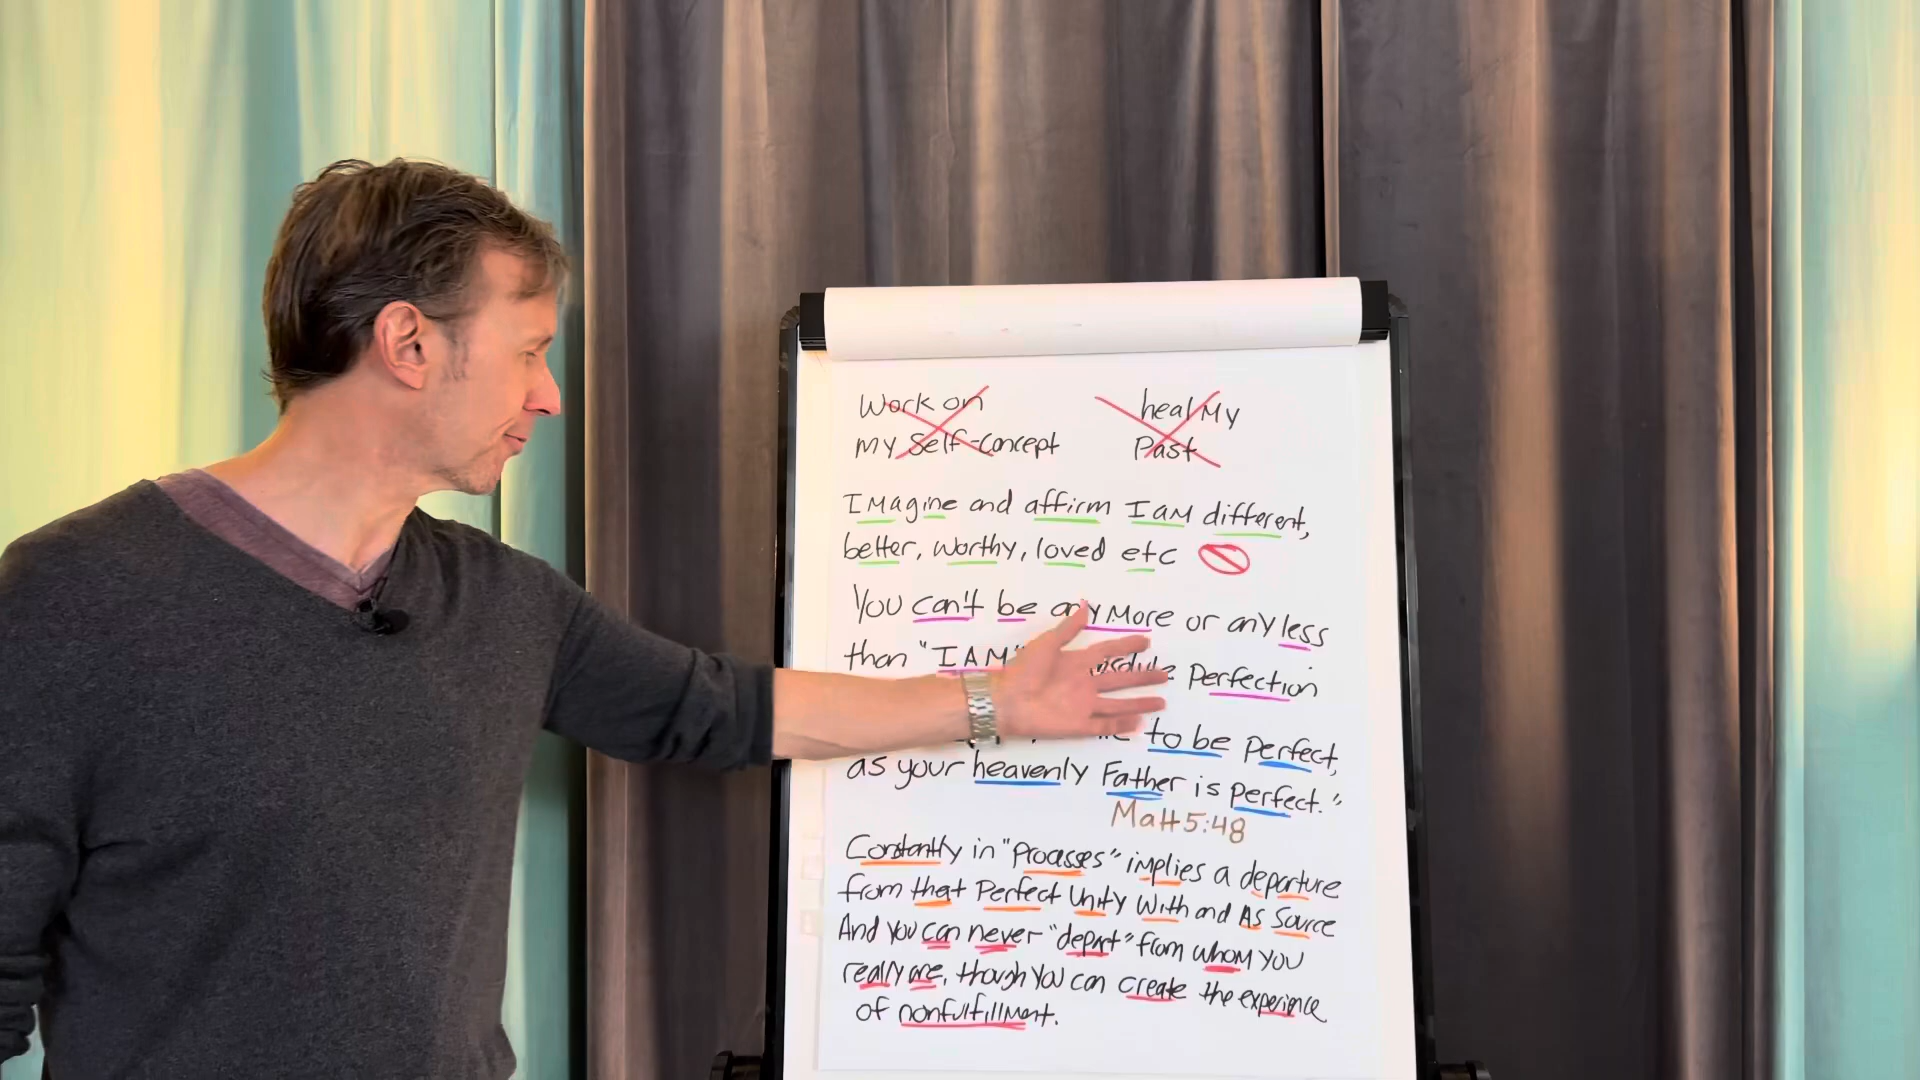 Work on
my Self-Concept
heal My
Past
Imagine and affirm I am different,
better, worthy, loved etc
You can't be any more or any less
than "I AM" Perfection
to be perfect,
as your heavenly Father is perfect."
Matt 5:48
Constantly in "Processes" implies a departure
from that Perfect Unity With and As Source
And you can never "depart" from whom you
really are, though you can create the experience
of nonfulfillment.